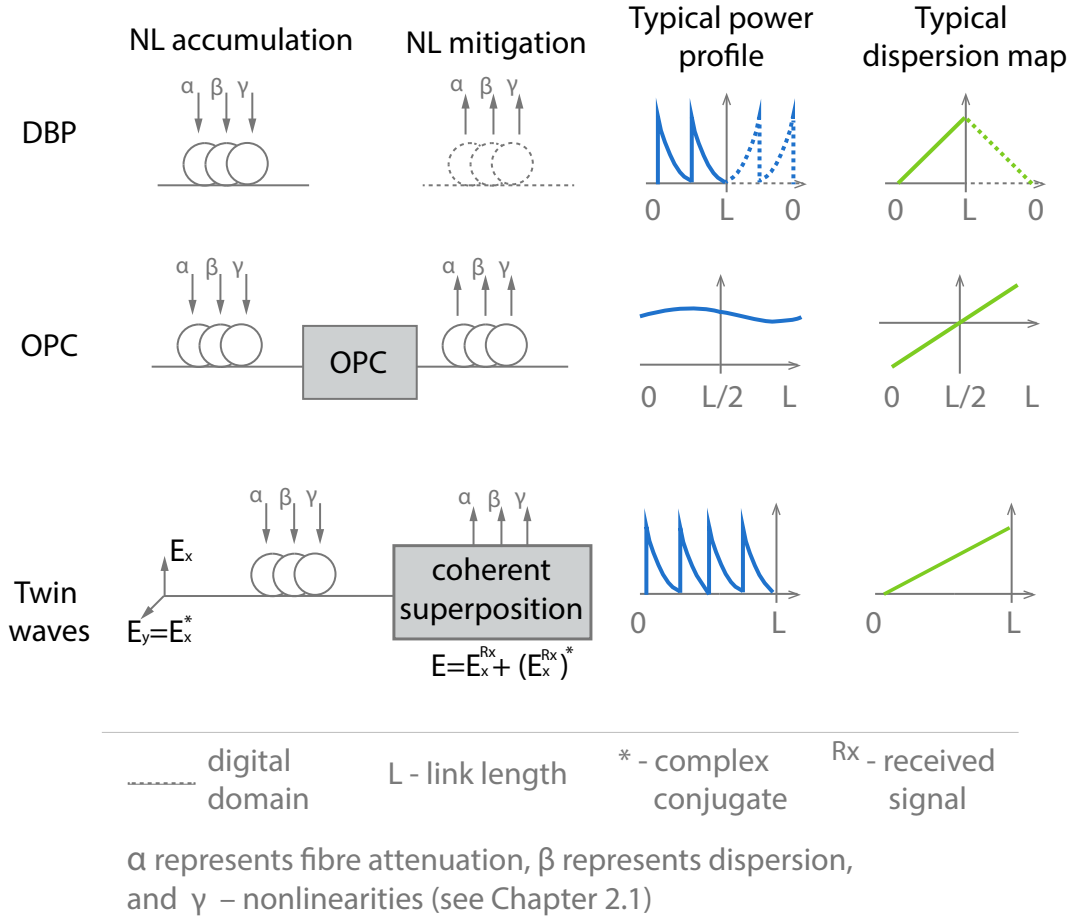 NL accumulation
NL mitigation
Typical power
profile
Typical
dispersion map
DBP
α β γ
α β γ
0 L 0
0 L 0
OPC
α β γ
OPC
α β γ
0 L/2 L
0 L/2 L
Twin
waves
Eₓ
Eᵧ=Eₓ*
α β γ
α β γ
coherent
superposition
E=Eₓᴿˣ+ (Eₓᴿˣ)*
0 L
0 L
digital
domain
L - link length
* - complex
conjugate
Rx - received
signal
α represents fibre attenuation, β represents dispersion,
and γ – nonlinearities (see Chapter 2.1)